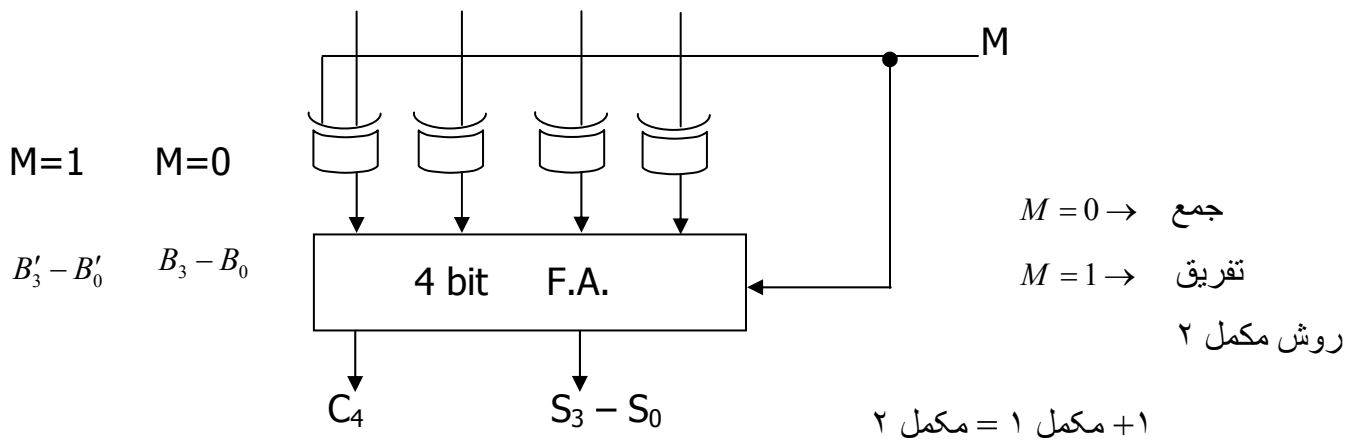 M
M=1 M=0
M = 0 → جمع
B′₃ − B′₀ B₃ − B₀
4 bit F.A.
M = 1 → تفریق
روش مکمل ۲
C₄ S₃ – S₀
۱+ مکمل ۱ = مکمل ۲